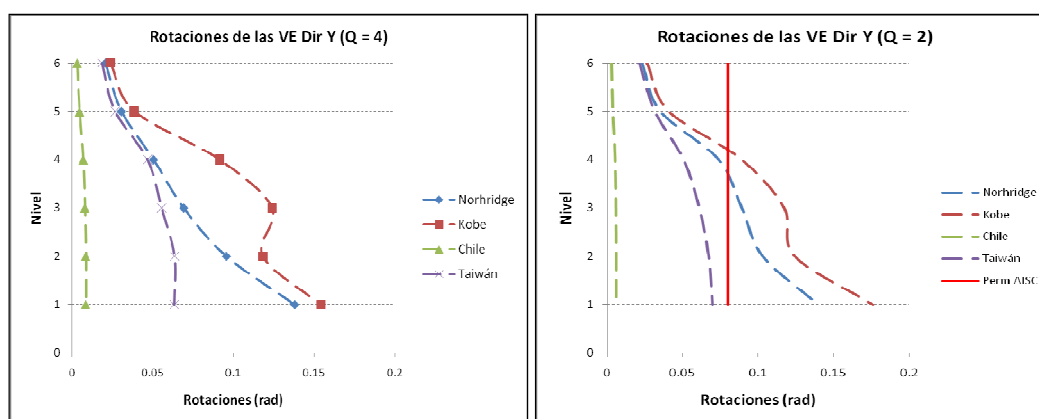 Rotaciones de las VE Dir Y (Q = 4)
6
5
4
3
2
1
0
Nivel
0
0.05
0.1
0.15
0.2
Rotaciones (rad)
Norhridge
Kobe
Chile
Taiwán
Rotaciones de las VE Dir Y (Q = 2)
6
5
4
3
2
1
0
Nivel
0
0.05
0.1
0.15
0.2
Rotaciones (rad)
Norhridge
Kobe
Chile
Taiwán
Perm AISC